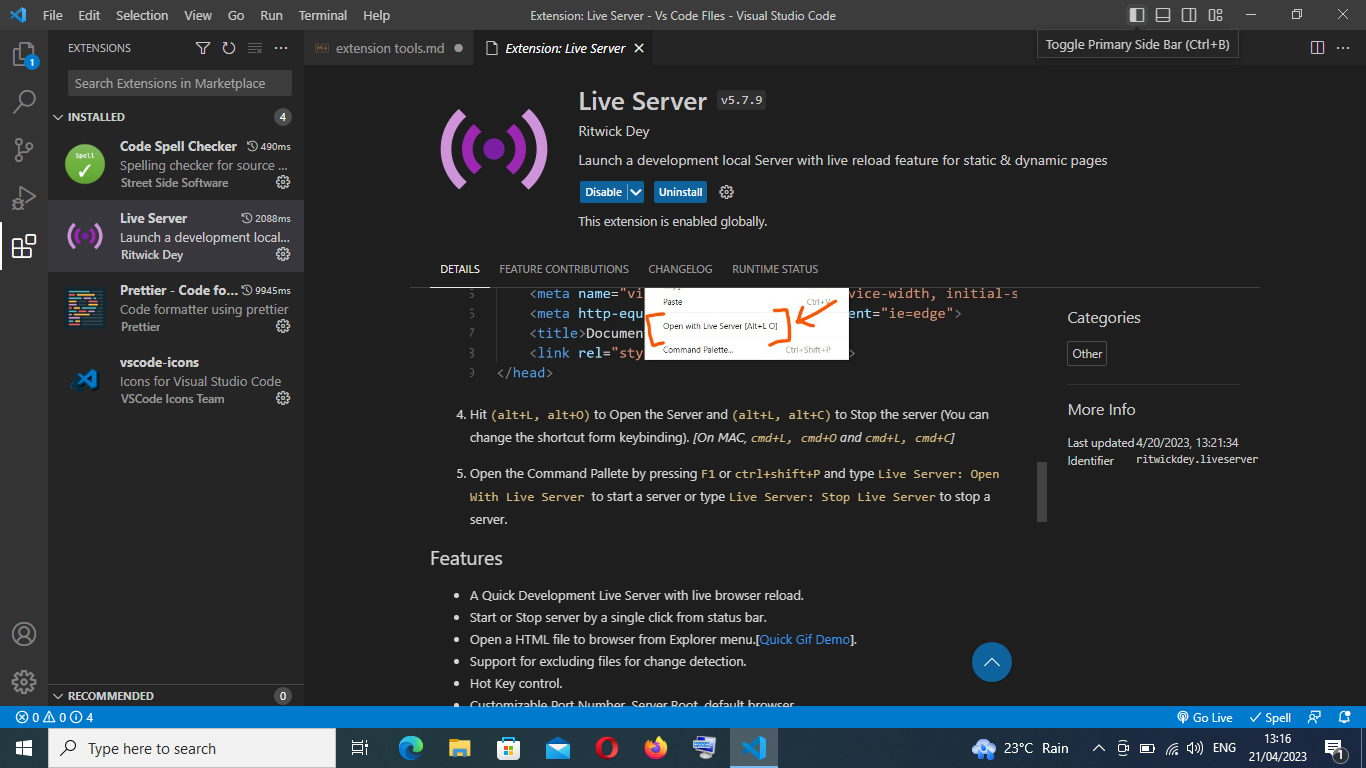 File Edit Selection View Go Run Terminal Help
Extension: Live Server - Vs Code FIles - Visual Studio Code
EXTENSIONS
extension tools.md
Extension: Live Server
Toggle Primary Side Bar (Ctrl+B)
1
Search Extensions in Marketplace
INSTALLED 4
Spell
Code Spell Checker 490ms
Spelling checker for source ...
Street Side Software
Live Server 2088ms
Launch a development local...
Ritwick Dey
Prettier - Code fo... 9945ms
Code formatter using prettier
Prettier
vscode-icons
Icons for Visual Studio Code
VSCode Icons Team
RECOMMENDED 0
Live Server v5.7.9
Ritwick Dey
Launch a development local Server with live reload feature for static & dynamic pages
Disable Uninstall
This extension is enabled globally.
DETAILS FEATURE CONTRIBUTIONS CHANGELOG RUNTIME STATUS
<meta name="vi vice-width, initial-s
6 <meta http-equ ent="ie=edge">
7 <title>Documen
8 <link rel="sty >
9 </head>
Paste Ctrl+V
Open with Live Server [Alt+L O]
Command Palette... Ctrl+Shift+P
4. Hit (alt+L, alt+O) to Open the Server and (alt+L, alt+C) to Stop the server (You can
change the shortcut form keybinding). [On MAC, cmd+L, cmd+O and cmd+L, cmd+C]
5. Open the Command Pallete by pressing F1 or ctrl+shift+P and type Live Server: Open
With Live Server to start a server or type Live Server: Stop Live Server to stop a
server.
Features
• A Quick Development Live Server with live browser reload.
• Start or Stop server by a single click from status bar.
• Open a HTML file to browser from Explorer menu.[Quick Gif Demo].
• Support for excluding files for change detection.
• Hot Key control.
• Customizable Port Number, Server Root, default browser
Categories
Other
More Info
Last updated 4/20/2023, 13:21:34
Identifier ritwickdey.liveserver
0 0 4
Go Live Spell
Type here to search
23°C Rain
ENG
13:16
21/04/2023
1